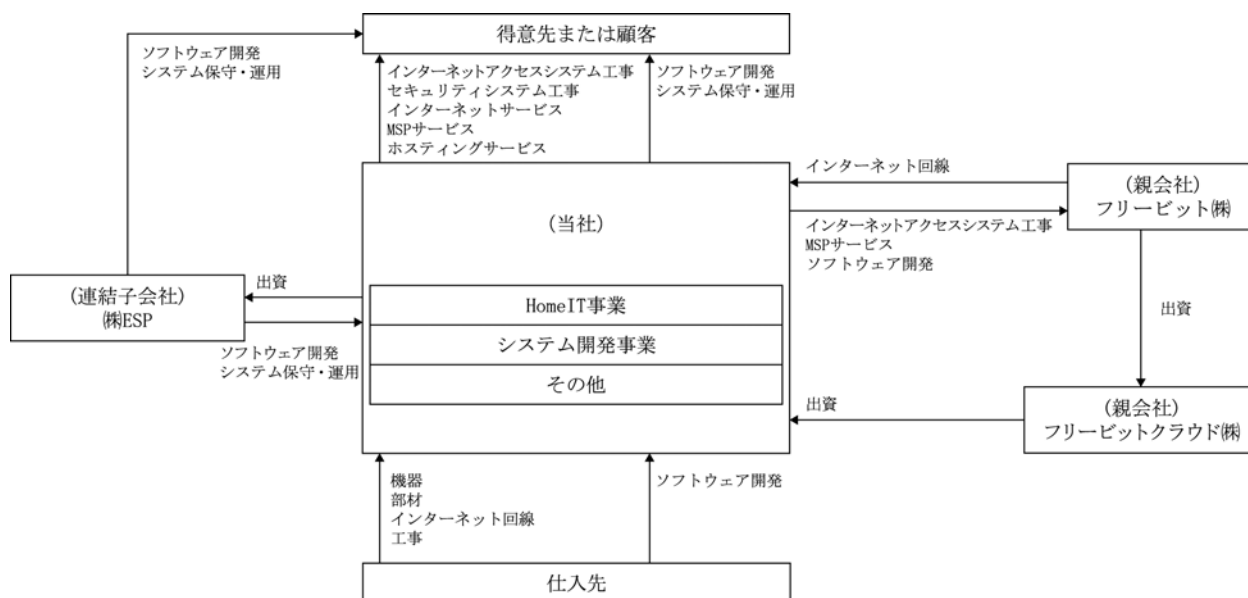 得意先または顧客
ソフトウェア開発
システム保守・運用
インターネットアクセスシステム工事
セキュリティシステム工事
インターネットサービス
MSPサービス
ホスティングサービス
ソフトウェア開発
システム保守・運用
(当社)
インターネット回線
(親会社)
フリービット㈱
インターネットアクセスシステム工事
MSPサービス
ソフトウェア開発
(連結子会社)
㈱ESP
出資
ソフトウェア開発
システム保守・運用
HomeIT事業
システム開発事業
その他
出資
出資
(親会社)
フリービットクラウド㈱
機器
部材
インターネット回線
工事
ソフトウェア開発
仕入先